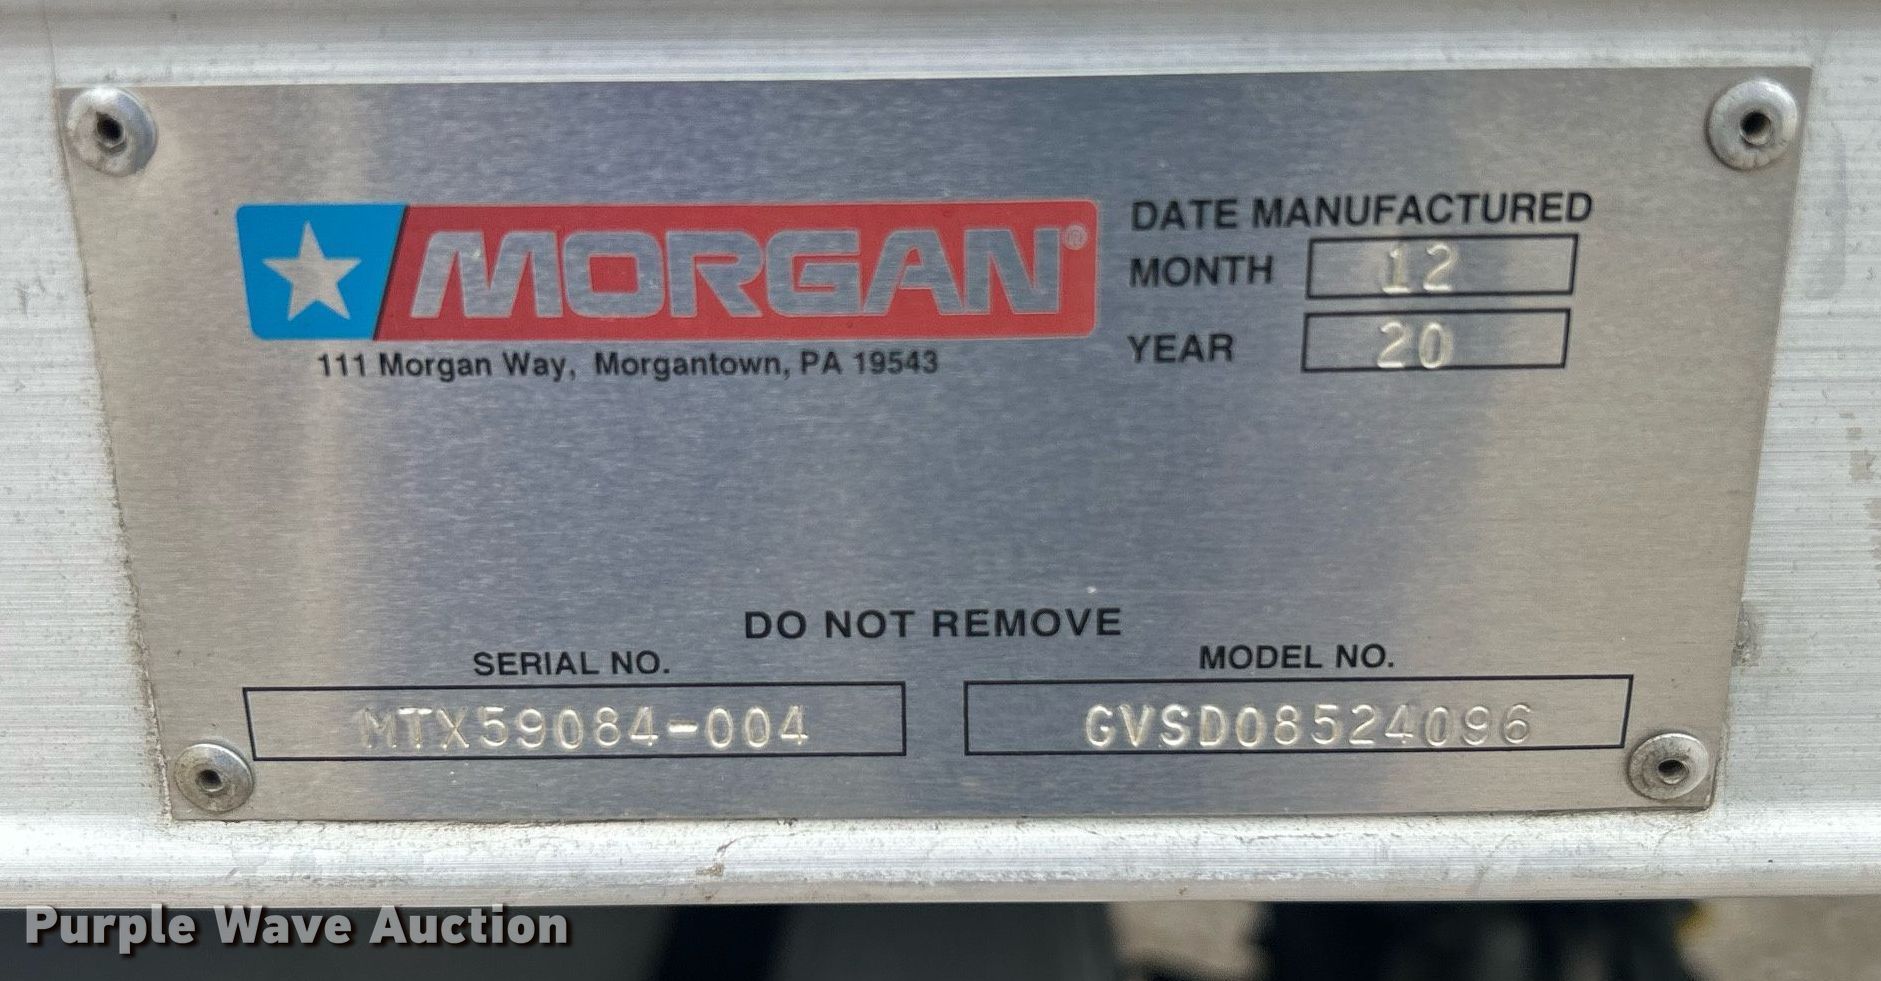 MORGAN®
111 Morgan Way, Morgantown, PA 19543
DATE MANUFACTURED
MONTH 12
YEAR 20
DO NOT REMOVE
SERIAL NO.
MTX59084-004
MODEL NO.
GVSD08524096
Purple Wave Auction